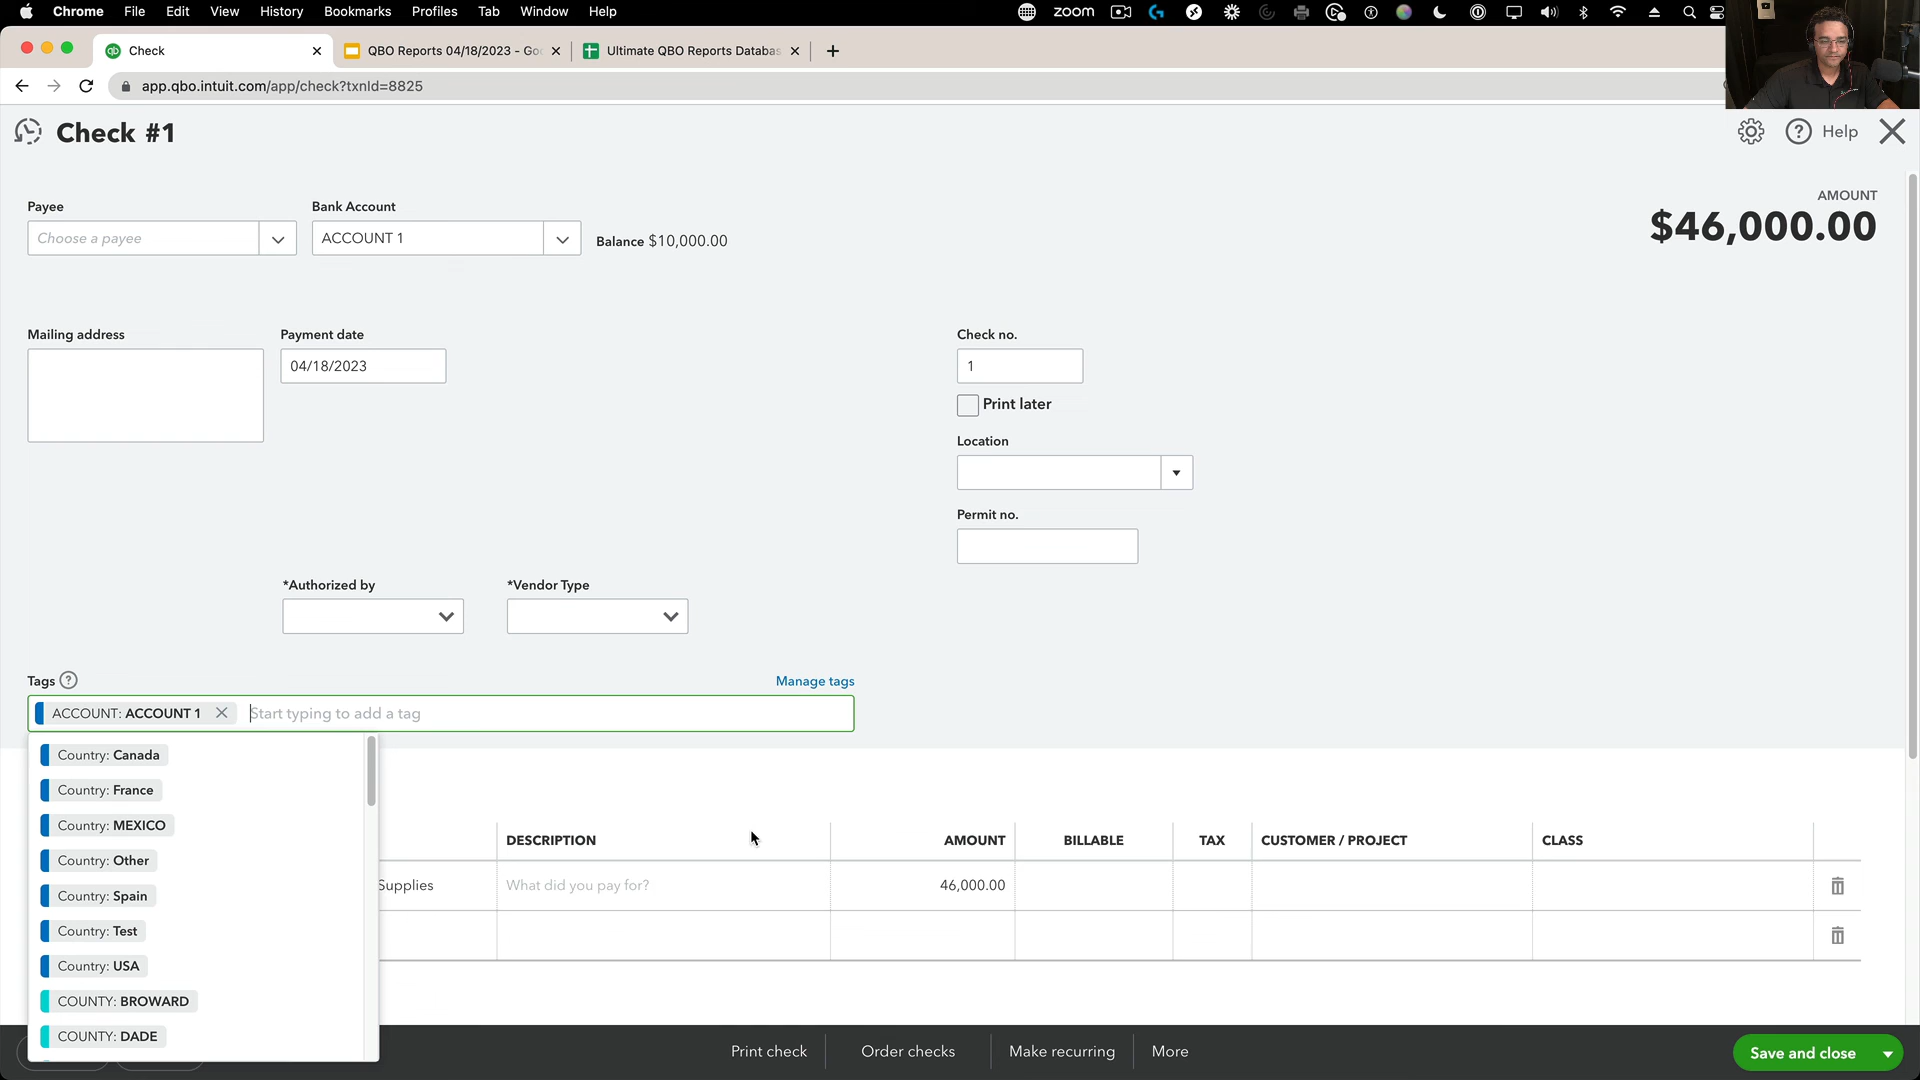 Chrome File Edit View History Bookmarks Profiles Tab Window Help zoom
Check QBO Reports 04/18/2023 - Go Ultimate QBO Reports Databas
app.qbo.intuit.com/app/check?txnId=8825
Check #1
Help
Payee
Bank Account
AMOUNT
Choose a payee
ACCOUNT 1
Balance $10,000.00
$46,000.00
Mailing address
Payment date
Check no.
04/18/2023
1
Print later
Location
Permit no.
*Authorized by
*Vendor Type
Tags ?
Manage tags
ACCOUNT: ACCOUNT 1
Start typing to add a tag
Country: Canada
Country: France
Country: MEXICO
Country: Other
Country: Spain
Country: Test
Country: USA
COUNTY: BROWARD
COUNTY: DADE
DESCRIPTION AMOUNT BILLABLE TAX CUSTOMER / PROJECT CLASS
Supplies What did you pay for? 46,000.00
Print check Order checks Make recurring More
Save and close